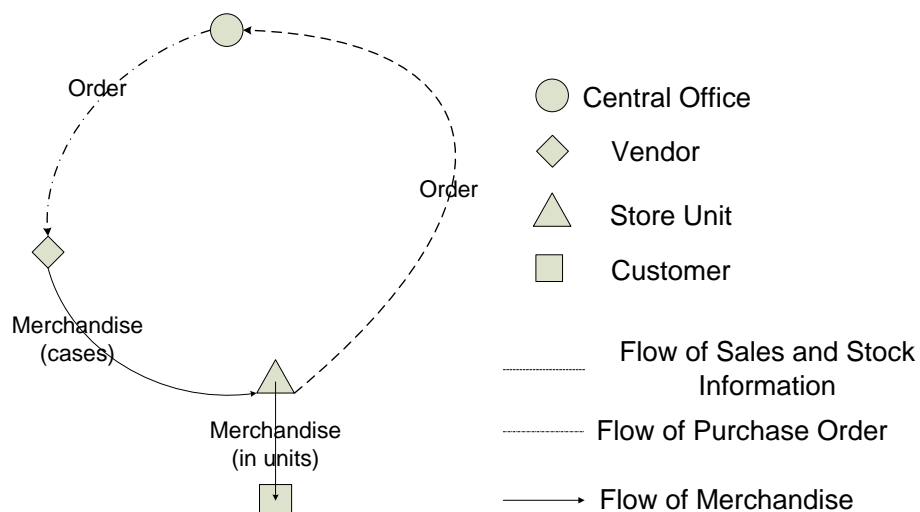 Order
Order
Merchandise
(cases)
Merchandise
(in units)
Central Office
Vendor
Store Unit
Customer
Flow of Sales and Stock
Information
Flow of Purchase Order
Flow of Merchandise